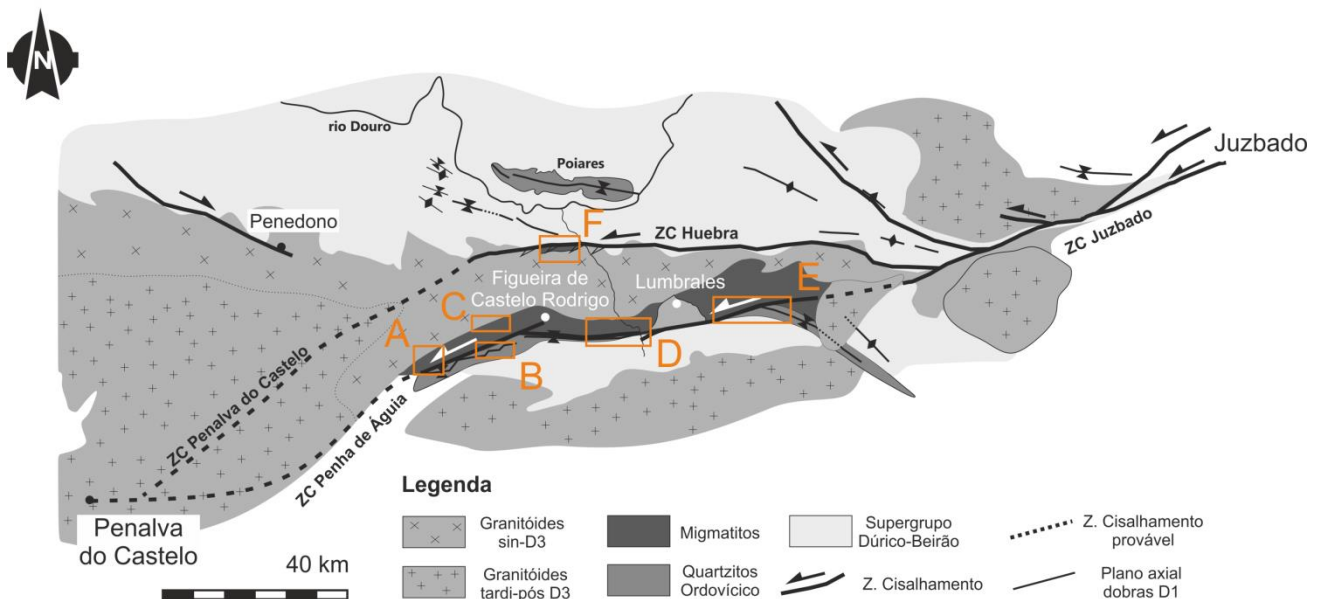 N
rio Douro
Poiares
Juzbado
Penedono
F
ZC Huebra
ZC Juzbado
Figueira de
Castelo Rodrigo
Lumbrales
E
C
A
B
D
ZC Penalva do Castelo
ZC Penha de Águia
Penalva
do Castelo
40 km
Legenda
Granitóides
sin-D3
Migmatitos
Supergrupo
Dúrico-Beirão
Z. Cisalhamento
provável
Granitóides
tardi-pós D3
Quartzitos
Ordovícico
Z. Cisalhamento
Plano axial
dobras D1